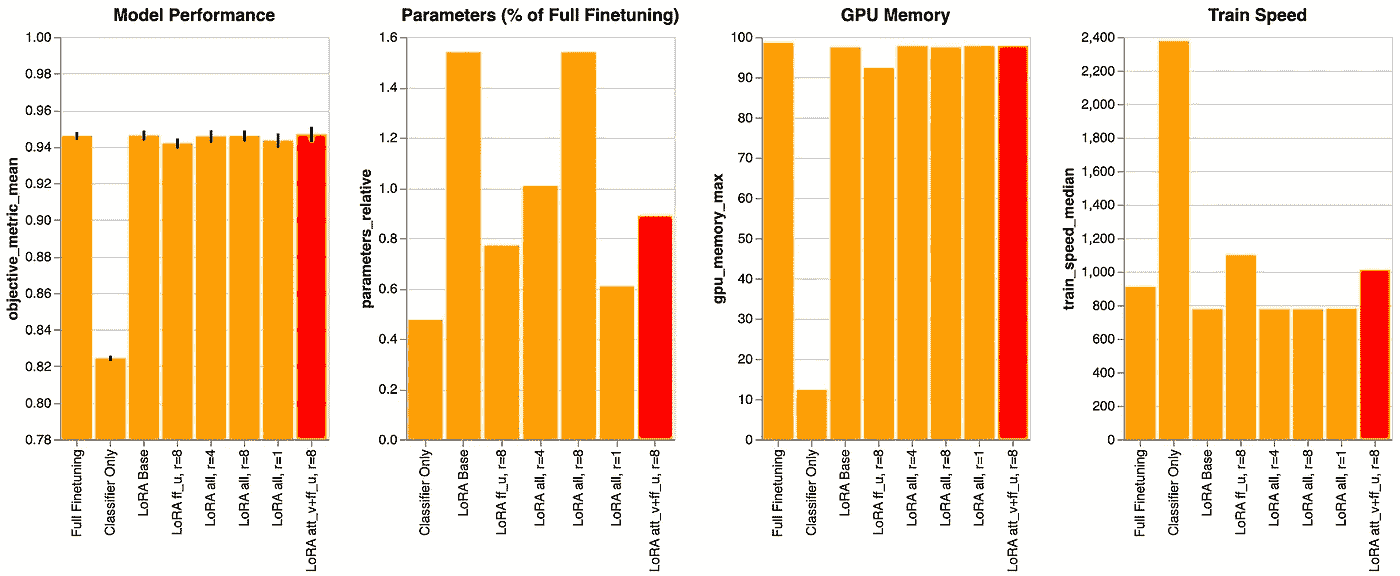 Model Performance
objective_metric_mean
1.00
0.98
0.96
0.94
0.92
0.90
0.88
0.86
0.84
0.82
0.80
0.78
Full Finetuning
Classifier Only
LoRA Base
LoRA ff_u, r=8
LoRA all, r=4
LoRA all, r=8
LoRA all, r=1
LoRA att_v+ff_u, r=8
Parameters (% of Full Finetuning)
parameters_relative
1.6
1.4
1.2
1.0
0.8
0.6
0.4
0.2
0.0
Classifier Only
LoRA Base
LoRA ff_u, r=8
LoRA all, r=4
LoRA all, r=8
LoRA all, r=1
LoRA att_v+ff_u, r=8
GPU Memory
gpu_memory_max
100
90
80
70
60
50
40
30
20
10
0
Full Finetuning
Classifier Only
LoRA Base
LoRA ff_u, r=8
LoRA all, r=4
LoRA all, r=8
LoRA all, r=1
LoRA att_v+ff_u, r=8
Train Speed
train_speed_median
2,400
2,200
2,000
1,800
1,600
1,400
1,200
1,000
800
600
400
200
0
Full Finetuning
Classifier Only
LoRA Base
LoRA ff_u, r=8
LoRA all, r=4
LoRA all, r=8
LoRA all, r=1
LoRA att_v+ff_u, r=8